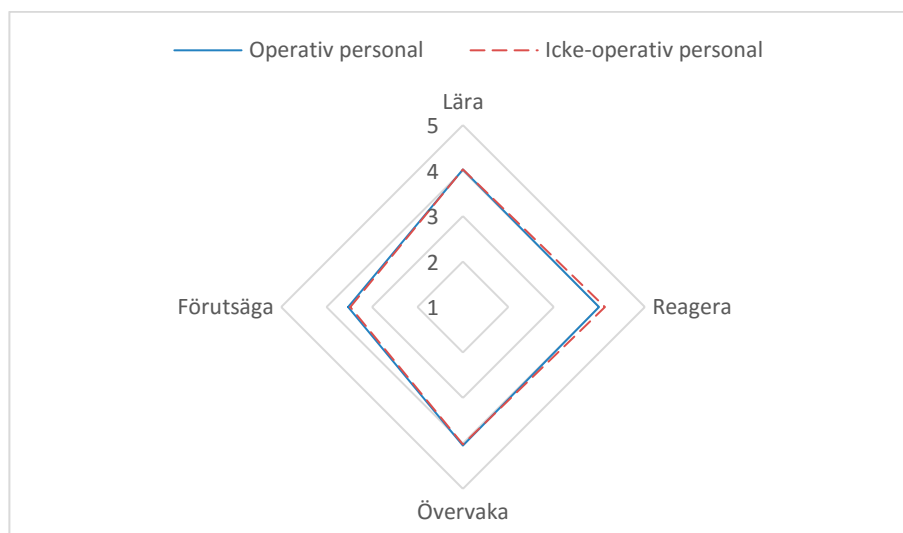 Operativ personal Icke-operativ personal
Lära
5
4
3
2
Förutsäga 1 Reagera
Övervaka